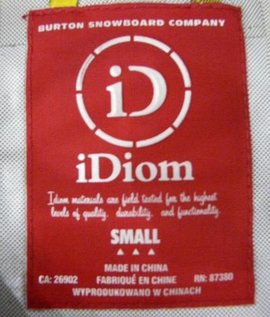 BURTON SNOWBOARD COMPANY
iD
iDiom
Idiom materials are field tested for the highest
levels of quality, durability, and functionality.
SMALL
MADE IN CHINA
CA: 26902 FABRIQUÉ EN CHINE RN: 87380
WYPRODUKOWANO W CHINACH